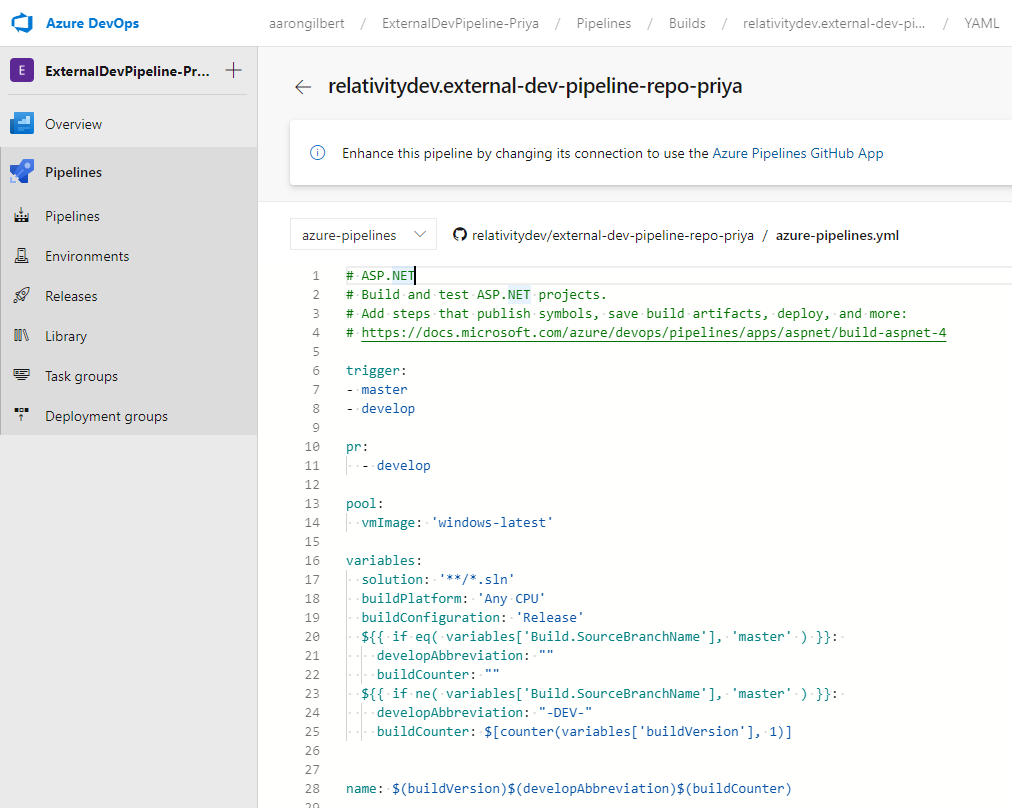 Azure DevOps
aarongilbert / ExternalDevPipeline-Priya / Pipelines / Builds / relativitydev.external-dev-pi... / YAML
E ExternalDevPipeline-Pr... +
Overview
Pipelines
Pipelines
Environments
Releases
Library
Task groups
Deployment groups
relativitydev.external-dev-pipeline-repo-priya
Enhance this pipeline by changing its connection to use the Azure Pipelines GitHub App
azure-pipelines relativitydev/external-dev-pipeline-repo-priya / azure-pipelines.yml
1 # ASP.NET
2 # Build and test ASP.NET projects.
3 # Add steps that publish symbols, save build artifacts, deploy, and more:
4 # https://docs.microsoft.com/azure/devops/pipelines/apps/aspnet/build-aspnet-4
5
6 trigger:
7 - master
8 - develop
9
10 pr:
11   - develop
12
13 pool:
14   vmImage: 'windows-latest'
15
16 variables:
17   solution: '**/*.sln'
18   buildPlatform: 'Any CPU'
19   buildConfiguration: 'Release'
20   ${{ if eq( variables['Build.SourceBranchName'], 'master' ) }}:
21     developAbbreviation: ""
22     buildCounter: ""
23   ${{ if ne( variables['Build.SourceBranchName'], 'master' ) }}:
24     developAbbreviation: "-DEV-"
25     buildCounter: $[counter(variables['buildVersion'], 1)]
26
27
28 name: $(buildVersion)$(developAbbreviation)$(buildCounter)
29